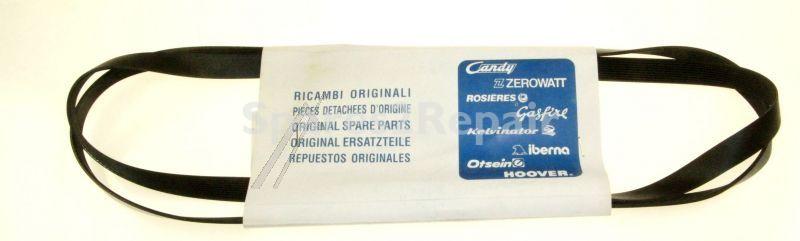 RICAMBI ORIGINALI
PIECES DETACHEES D'ORIGINE
ORIGINAL SPARE PARTS
ORIGINAL ERSATZTEILE
REPUESTOS ORIGINALES
Candy
ZEROWATT
ROSIERES
Gasfire
Kelvinator
iberna
Otsein
HOOVER